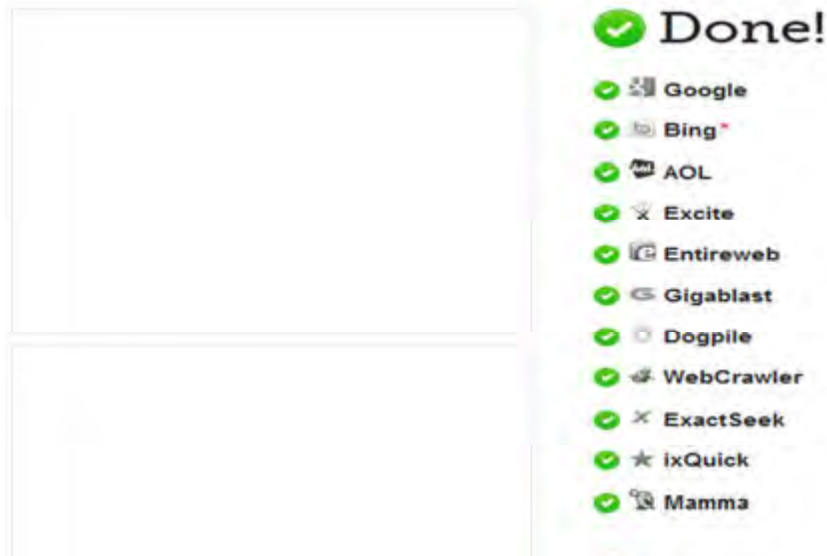 Done!
Google
Bing*
AOL
Excite
Entireweb
Gigablast
Dogpile
WebCrawler
ExactSeek
ixQuick
Mamma